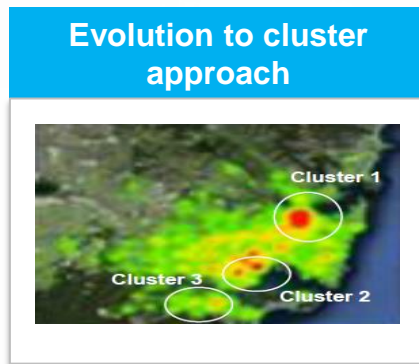 Evolution to cluster
approach
Cluster 1
Cluster 3
Cluster 2